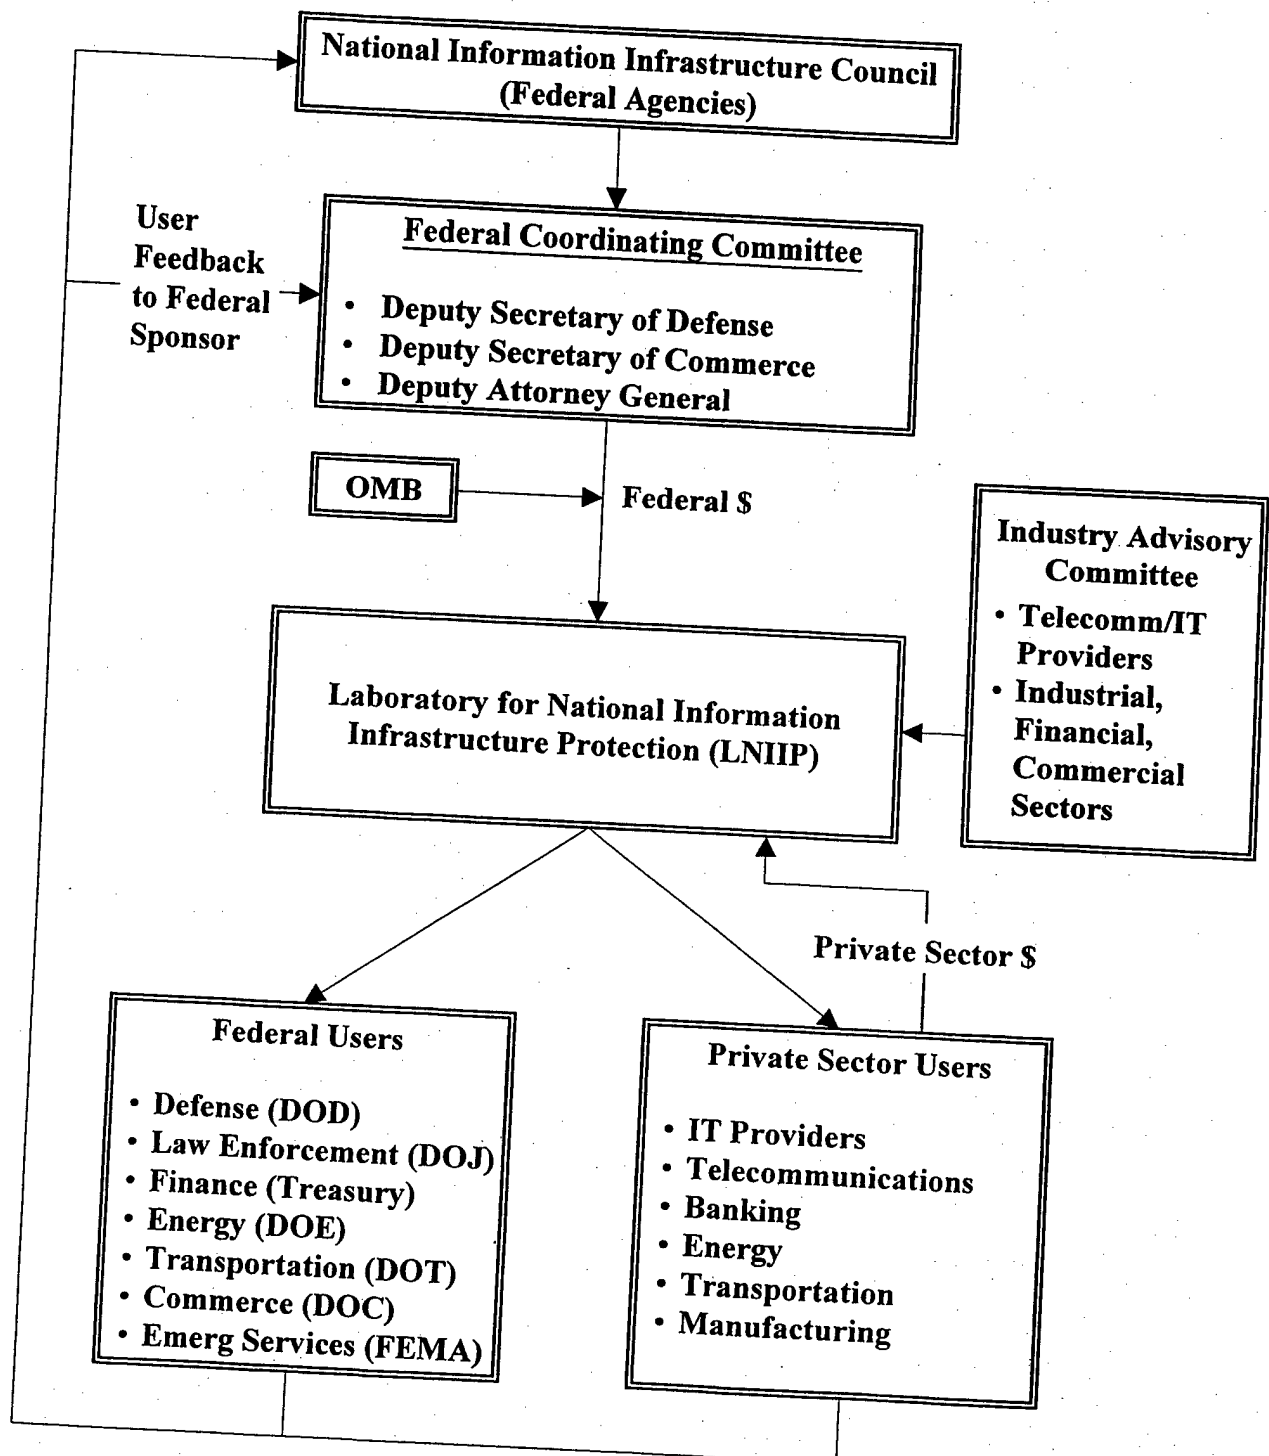 National Information Infrastructure Council
(Federal Agencies)
User
Feedback
to Federal
Sponsor
Federal Coordinating Committee
• Deputy Secretary of Defense
• Deputy Secretary of Commerce
• Deputy Attorney General
OMB
Federal $
Industry Advisory
Committee
• Telecomm/IT
Providers
• Industrial,
Financial,
Commercial
Sectors
Laboratory for National Information
Infrastructure Protection (LNIIP)
Private Sector $
Federal Users
• Defense (DOD)
• Law Enforcement (DOJ)
• Finance (Treasury)
• Energy (DOE)
• Transportation (DOT)
• Commerce (DOC)
• Emerg Services (FEMA)
Private Sector Users
• IT Providers
• Telecommunications
• Banking
• Energy
• Transportation
• Manufacturing